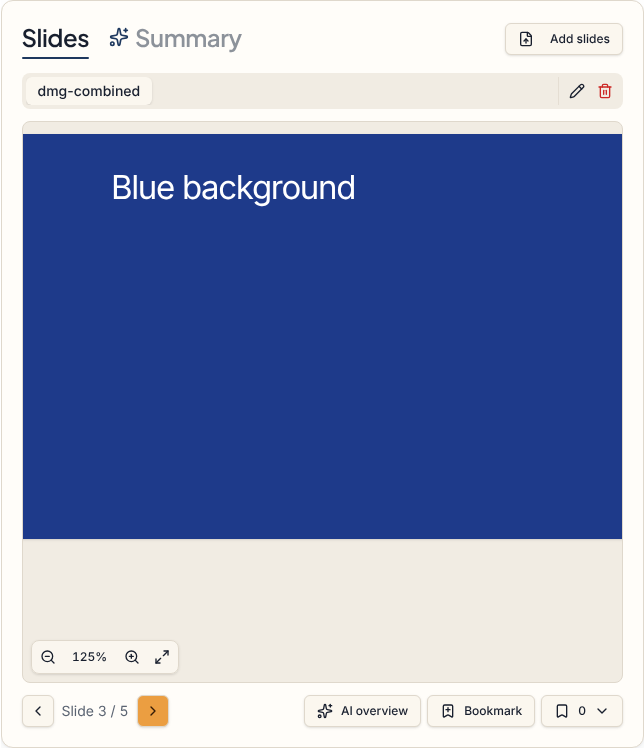 Slides
Summary
Add slides
dmg-combined
Blue background
125%
Slide 3 / 5
AI overview
Bookmark
0